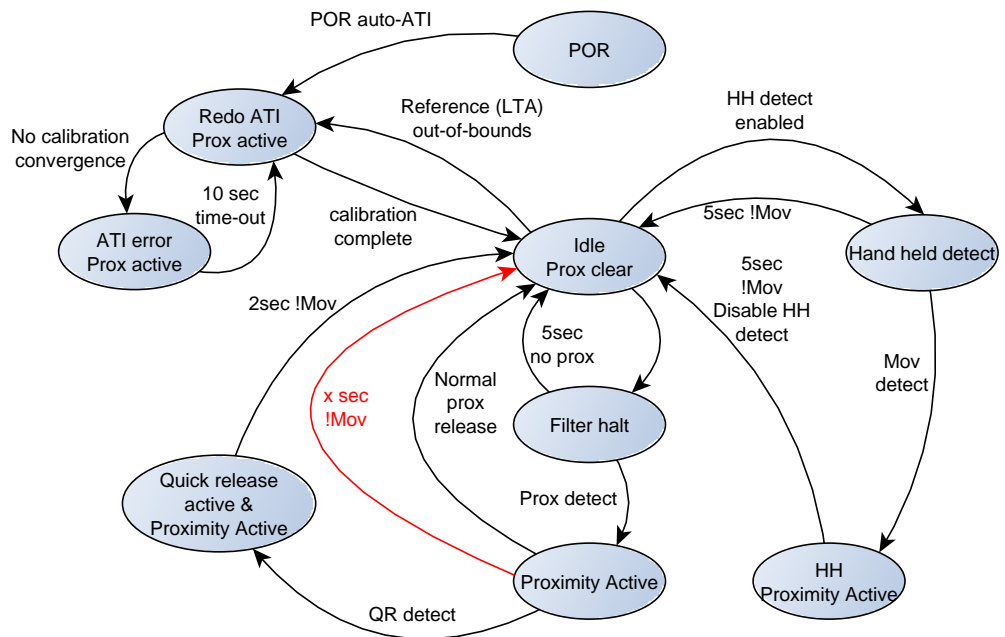 POR auto-ATI
POR
Redo ATI
Prox active
Reference (LTA)
out-of-bounds
HH detect
enabled
No calibration
convergence
10 sec
time-out
calibration
complete
5sec !Mov
ATI error
Prox active
Idle
Prox clear
Hand held detect
2sec !Mov
5sec
!Mov
Disable HH
detect
5sec
no prox
Mov
detect
Normal
prox
release
x sec
!Mov
Filter halt
Quick release
active &
Proximity Active
Prox detect
Proximity Active
HH
Proximity Active
QR detect